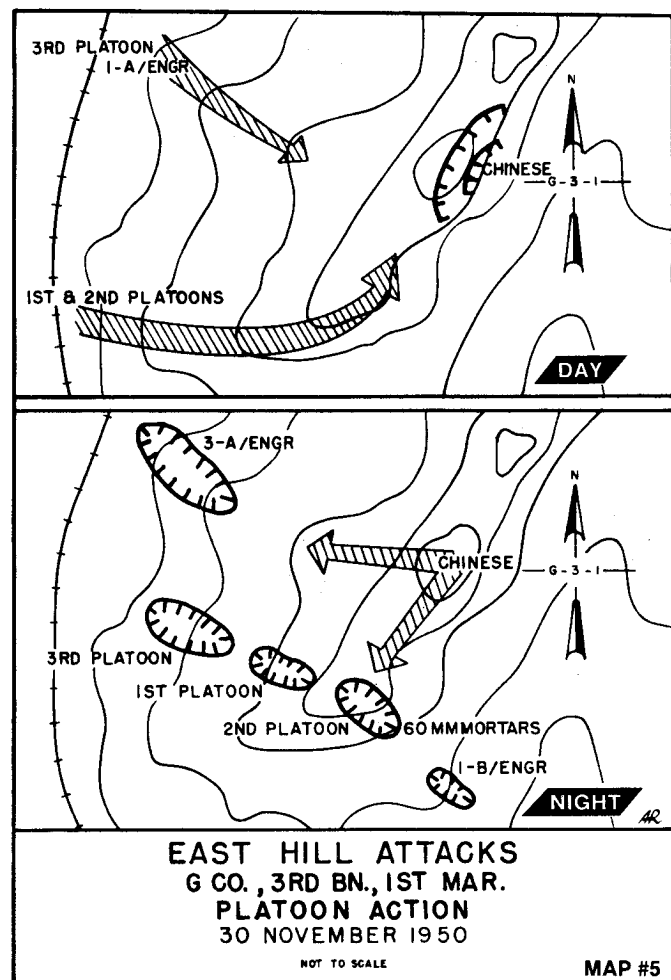 3RD PLATOON
1-A/ENGR
CHINESE
N
G-3-1
1ST & 2ND PLATOONS
DAY
3-A/ENGR
CHINESE
N
G-3-1
3RD PLATOON
1ST PLATOON
2ND PLATOON
60 MMMORTARS
1-B/ENGR
NIGHT
AR
EAST HILL ATTACKS
G CO., 3RD BN., 1ST MAR.
PLATOON ACTION
30 NOVEMBER 1950
NOT TO SCALE
MAP #5